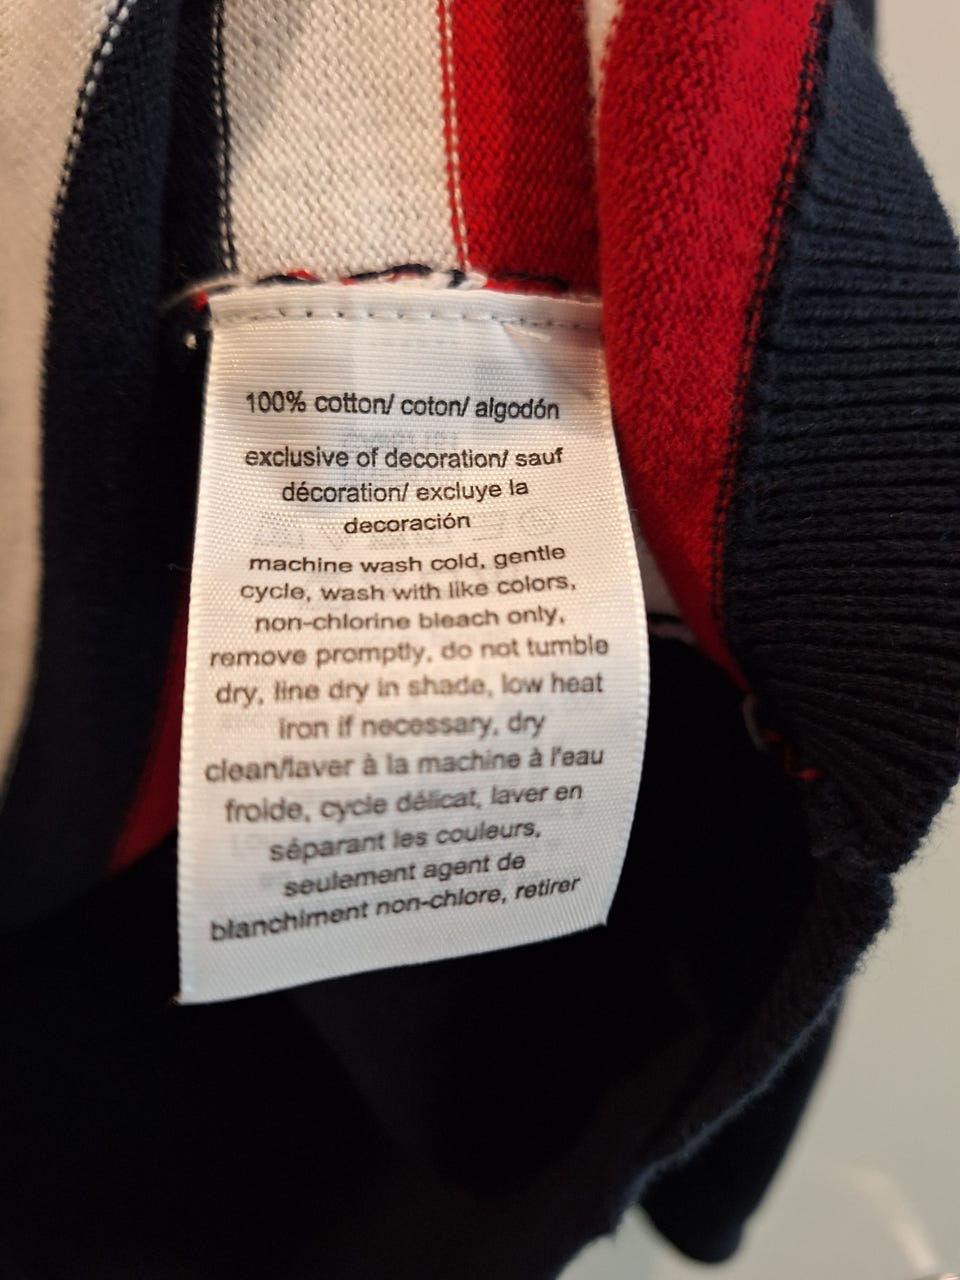 100% cotton/ coton/ algodón
exclusive of decoration/ sauf
décoration/ excluye la
decoración
machine wash cold, gentle
cycle, wash with like colors,
non-chlorine bleach only,
remove promptly, do not tumble
dry, line dry in shade, low heat
iron if necessary, dry
clean/laver à la machine à l'eau
froide, cycle délicat, laver en
séparant les couleurs,
seulement agent de
blanchiment non-chlore, retirer